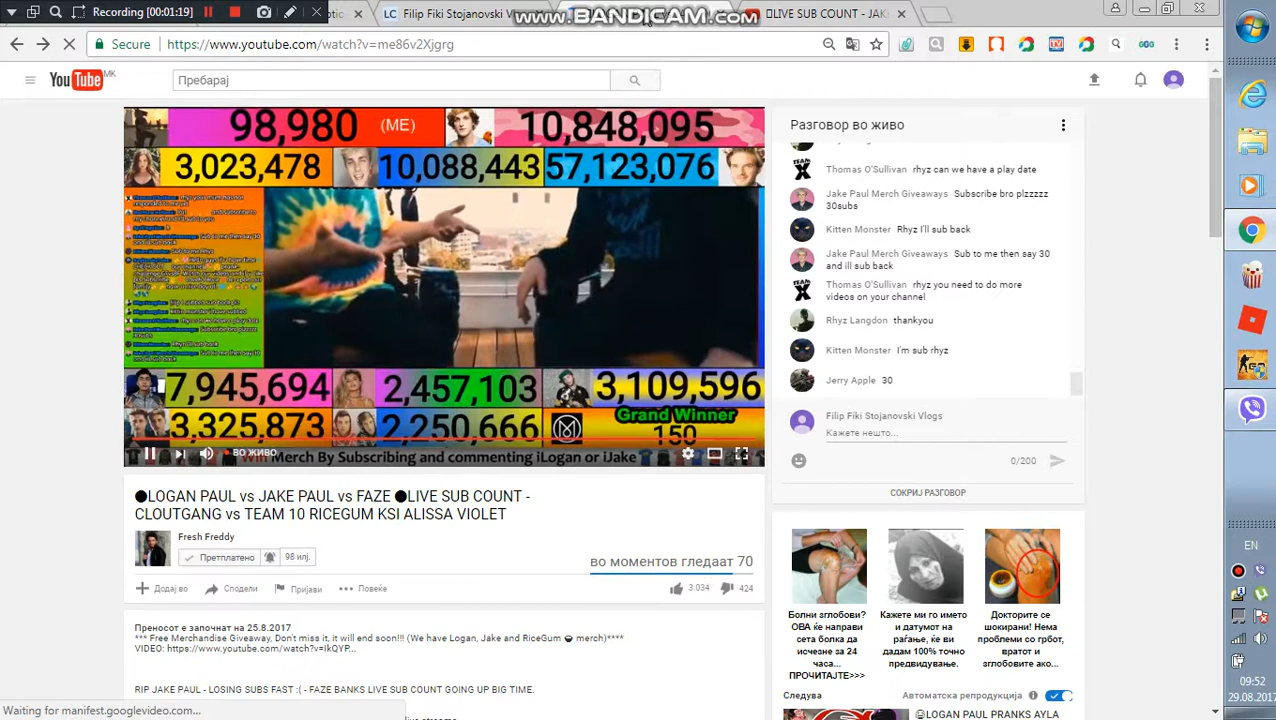 Recording (00:01:19)
LC Filip Fiki Stojanovski V
www.BANDICAM.com
LIVE SUB COUNT - JAK
Secure https://www.youtube.com/watch?v=we86v2Xjgrg
YouTube MK
Пребарај
98,980 (ME) 10,848,095
3,023,478 10,088,443 57,123,076
7,945,694 2,457,103 3,109,596
3,325,873 2,250,666 Grand Winner
150
ВО ЖИВО
Win Merch By Subscribing and commenting iLogan or iJake
Разговор во живо
Thomas O'Sullivan rhyz can we have a play date
Jake Paul Merch Giveaways Subscribe bro plzzzzz
30subs
Kitten Monster Rhyz I'll sub back
Jake Paul Merch Giveaways Sub to me then say 30
and ill sub back
Thomas O'Sullivan rhyz you need to do more
videos on your channel
Rhyz Langdon thankyou
Kitten Monster I'm sub rhyz
Jerry Apple 30
Filip Fiki Stojanovski Vlogs
Кажете нешто...
0/200
СОКРИЈ РАЗГОВОР
●LOGAN PAUL vs JAKE PAUL vs FAZE ●LIVE SUB COUNT -
CLOUTGANG vs TEAM 10 RICEGUM KSI ALISSA VIOLET
Fresh Freddy
Претплатено 98 илј.
во моментов гледаат 70
Додај во Сподели Пријави Повеќе 3.034 424
Преносот е започнат на 25.8.2017
*** Free Merchandise Giveaway, Don't miss it, it will end soon!!! (We have Logan, Jake and RiceGum merch)****
VIDEO: https://www.youtube.com/watch?v=IkQYP...
RIP JAKE PAUL - LOSING SUBS FAST :( - FAZE BANKS LIVE SUB COUNT GOING UP BIG TIME.
Болни зглобови?
ОВА ќе направи
сета болка да
исчезне за 24
часа...
ПРОЧИТАЈТЕ>>>
Кажете ми го името
и датумот на
раѓање, ќе ви
дадам 100% точно
предвидување.
Докторите се
шокирани! Нема
проблеми со грбот,
вратот и
зглобовите ако...
Следува Автоматска репродукција
LOGAN PAUL PRANKS AYLA
Waiting for manifest.googlevideo.com...
EN
09:52
29.08.2017